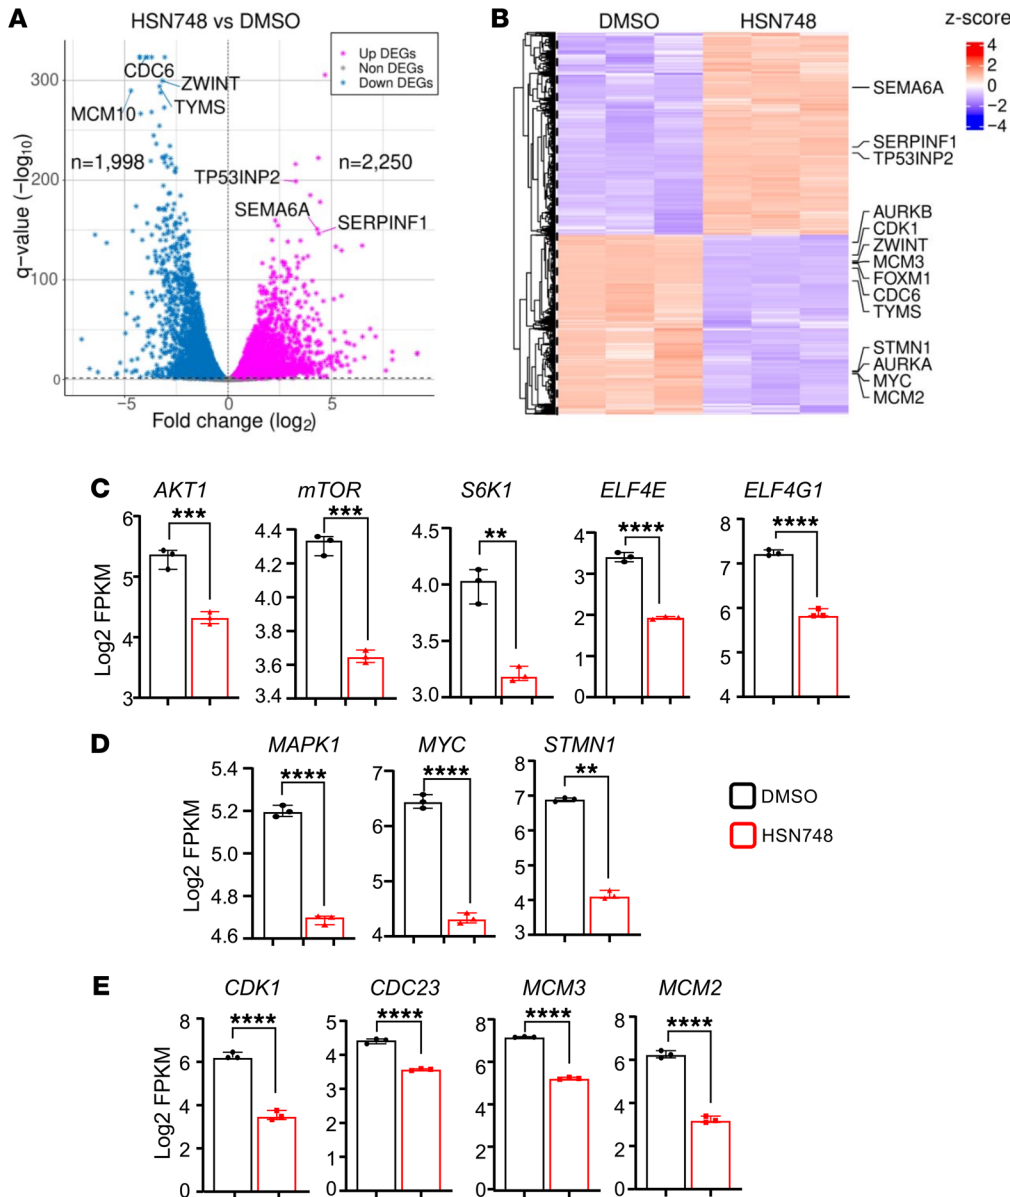 A
HSN748 vs DMSO
Up DEGs
Non DEGs
Down DEGs
CDC6
ZWINT
MCM10
TYMS
n=1,998
n=2,250
TP53INP2
SEMA6A
SERPINF1
q-value (−log10)
300
200
100
0
−5
0
5
Fold change (log2)
B
DMSO
HSN748
z-score
4
2
0
−2
−4
SEMA6A
SERPINF1
TP53INP2
AURKB
CDK1
ZWINT
MCM3
FOXM1
CDC6
TYMS
STMN1
AURKA
MYC
MCM2
C
Log2 FPKM
AKT1
***
6
5
4
3
mTOR
***
4.4
4.2
4.0
3.8
3.6
3.4
S6K1
**
4.5
4.0
3.5
3.0
ELF4E
****
4
3
2
1
0
ELF4G1
****
8
7
6
5
4
D
Log2 FPKM
MAPK1
****
5.4
5.2
5.0
4.8
4.6
MYC
****
7
6
5
4
STMN1
**
8
7
6
5
4
3
DMSO
HSN748
E
Log2 FPKM
CDK1
****
8
6
4
2
0
CDC23
****
5
4
3
2
1
0
MCM3
****
8
6
4
2
0
MCM2
****
8
6
4
2
0